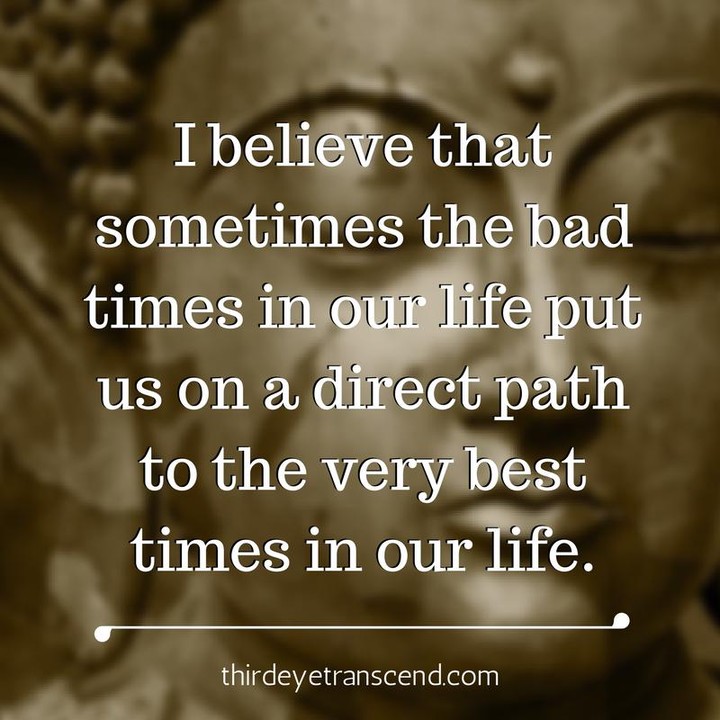 I believe that
sometimes the bad
times in our life put
us on a direct path
to the very best
times in our life.
thirdeyetranscend.com